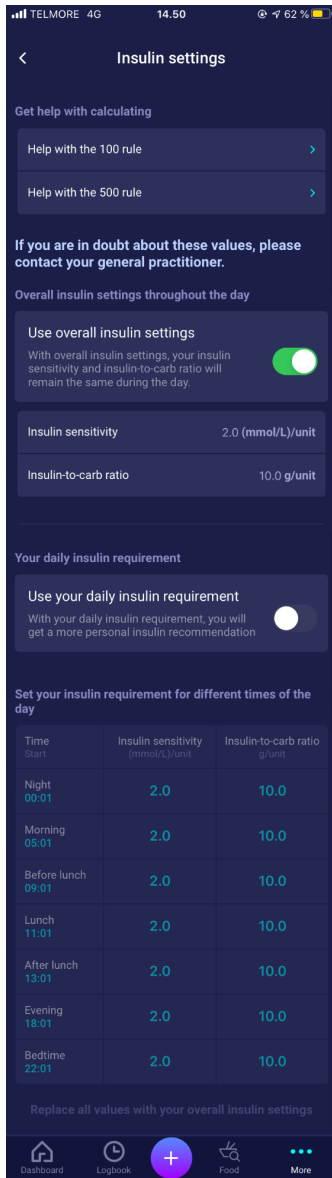 TELMORE 4G 14.50 62 %
Insulin settings
Get help with calculating
Help with the 100 rule
Help with the 500 rule
If you are in doubt about these values, please
contact your general practitioner.
Overall insulin settings throughout the day
Use overall insulin settings
With overall insulin settings, your insulin
sensitivity and insulin-to-carb ratio will
remain the same during the day.
Insulin sensitivity 2.0 (mmol/L)/unit
Insulin-to-carb ratio 10.0 g/unit
Your daily insulin requirement
Use your daily insulin requirement
With your daily insulin requirement, you will
get a more personal insulin recommendation
Set your insulin requirement for different times of the
day
Time Insulin sensitivity Insulin-to-carb ratio
Start (mmol/L)/unit g/unit
Night 2.0 10.0
00:01
Morning 2.0 10.0
05:01
Before lunch 2.0 10.0
09:01
Lunch 2.0 10.0
11:01
After lunch 2.0 10.0
13:01
Evening 2.0 10.0
18:01
Bedtime 2.0 10.0
22:01
Replace all values with your overall insulin settings
Dashboard Logbook Food More